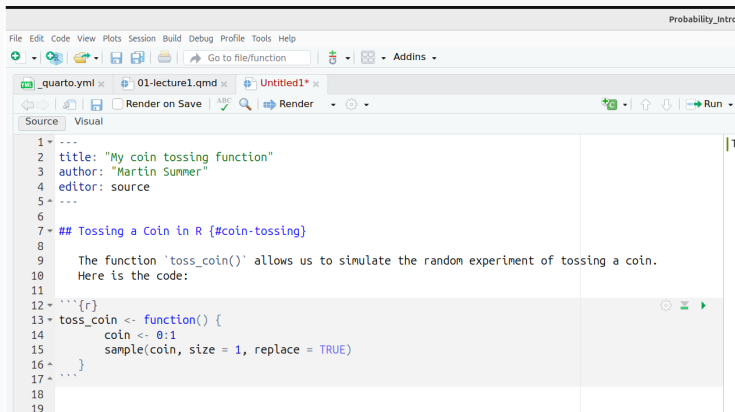 Probability_Intro
File Edit Code View Plots Session Build Debug Profile Tools Help
Go to file/function Addins
_quarto.yml 01-lecture1.qmd Untitled1*
Render on Save ABC Render Run
Source Visual
1 ---
2 title: "My coin tossing function"
3 author: "Martin Summer"
4 editor: source
5 ---
6
7 ## Tossing a Coin in R {#coin-tossing}
8
9 The function `toss_coin()` allows us to simulate the random experiment of tossing a coin.
10 Here is the code:
11
12 ```{r}
13 toss_coin <- function() {
14 coin <- 0:1
15 sample(coin, size = 1, replace = TRUE)
16 }
17 ```
18
19